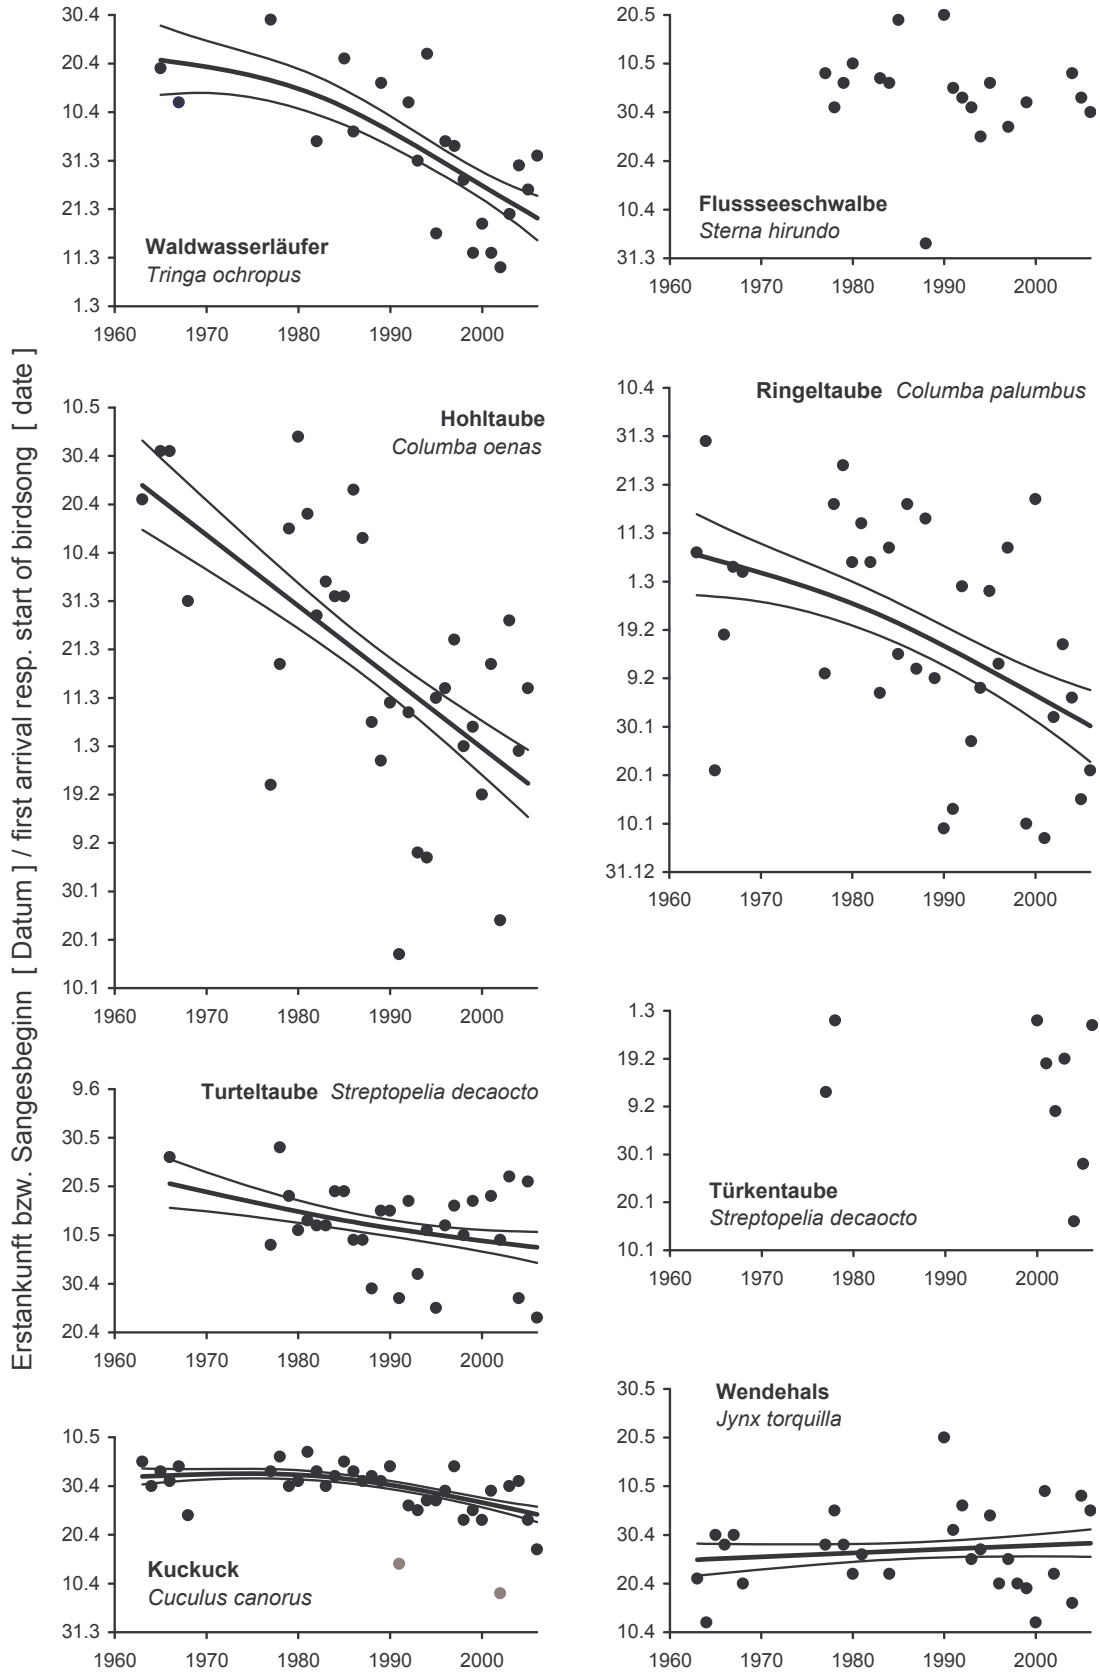 Erstankunft bzw. Sangesbeginn [ Datum ] / first arrival resp. start of birdsong [ date ]
30.4
20.4
10.4
31.3
21.3
11.3
1.3
Waldwasserläufer
Tringa ochropus
1960 1970 1980 1990 2000
20.5
10.5
30.4
20.4
10.4
31.3
Flussseeschwalbe
Sterna hirundo
1960 1970 1980 1990 2000
10.5
30.4
20.4
10.4
31.3
21.3
11.3
1.3
19.2
9.2
30.1
20.1
10.1
Hohltaube
Columba oenas
1960 1970 1980 1990 2000
10.4
31.3
21.3
11.3
1.3
19.2
9.2
30.1
20.1
10.1
31.12
Ringeltaube Columba palumbus
1960 1970 1980 1990 2000
9.6
30.5
20.5
10.5
30.4
20.4
Turteltaube Streptopelia decaocto
1960 1970 1980 1990 2000
1.3
19.2
9.2
30.1
20.1
10.1
Türkentaube
Streptopelia decaocto
1960 1970 1980 1990 2000
10.5
30.4
20.4
10.4
31.3
Kuckuck
Cuculus canorus
1960 1970 1980 1990 2000
30.5
20.5
10.5
30.4
20.4
10.4
Wendehals
Jynx torquilla
1960 1970 1980 1990 2000